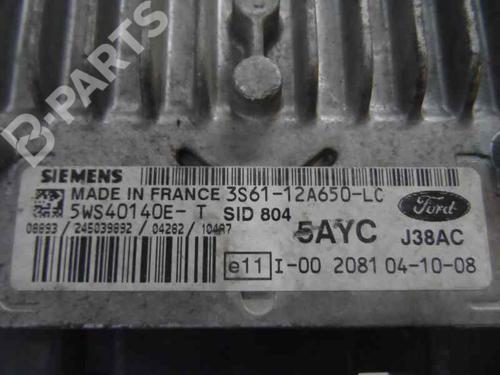 B-PARTS
SIEMENS
MADE IN FRANCE 3S61-12A650-LC
5WS40140E- T SID 804
08893 / 245039892 / 04282 / 104A7
Ford
5AYC J38AC
e11 I-00 2081 04-10-08